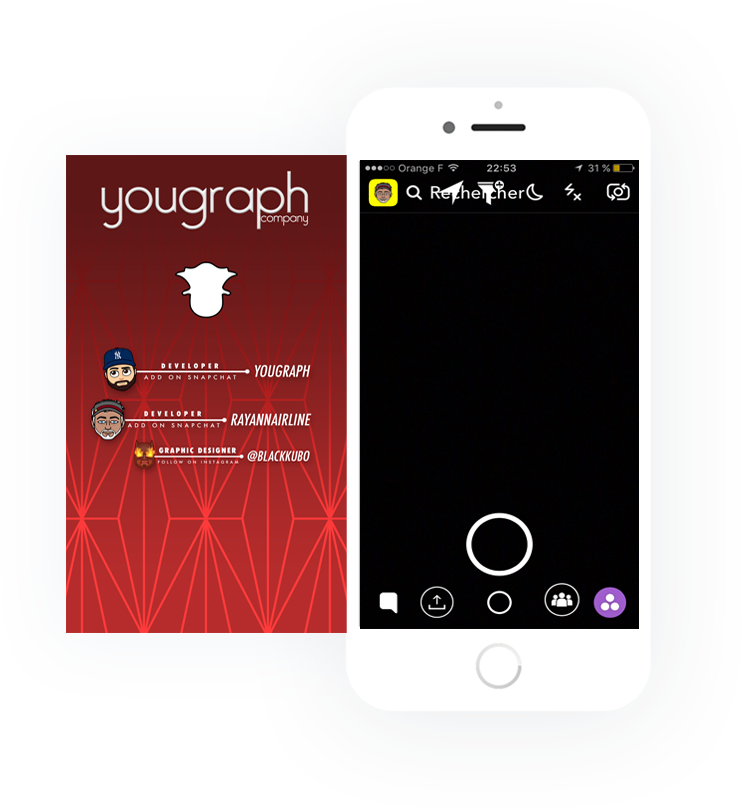 yougraph
company
DEVELOPER
ADD ON SNAPCHAT
YOUGRAPH
DEVELOPER
ADD ON SNAPCHAT
RAYANNAIRLINE
GRAPHIC DESIGNER
FOLLOW ON INSTAGRAM
@BLACKKUBO
Orange F 22:53 31 %
Rechercher